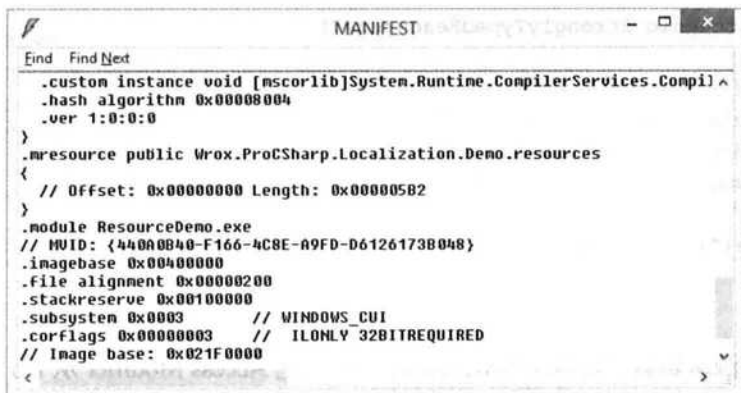 MANIFEST
Find Find Next
.custom instance void [mscorlib]System.Runtime.CompilerServices.Compil
.hash algorithm 0x00008004
.ver 1:0:0:0
}
.mresource public Wrox.ProCSharp.Localization.Demo.resources
{
// Offset: 0x00000000 Length: 0x000005B2
}
.module ResourceDemo.exe
// MVID: {440A0B40-F166-4C8E-A9FD-D6126173B048}
.imagebase 0x00400000
.file alignment 0x00000200
.stackreserve 0x00100000
.subsystem 0x0003 // WINDOWS_CUI
.corflags 0x00000003 // ILONLY 32BITREQUIRED
// Image base: 0x021F0000